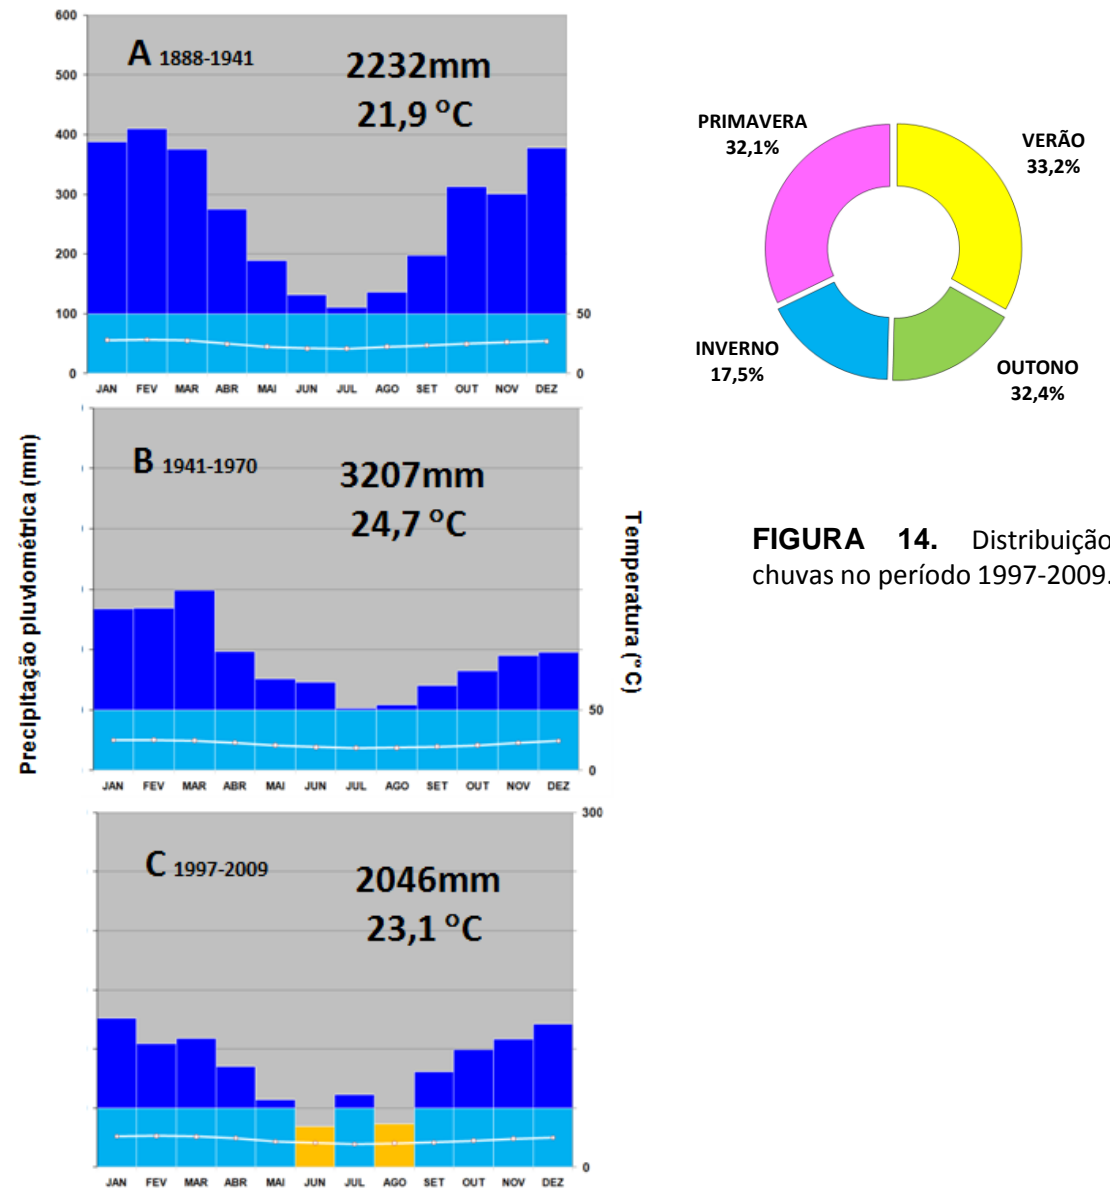 600
500
400
300
200
100
0
50
0
A 1888-1941
2232mm
21,9 °C
JAN FEV MAR ABR MAI JUN JUL AGO SET OUT NOV DEZ
PRIMAVERA
32,1%
VERÃO
33,2%
INVERNO
17,5%
OUTONO
32,4%
Precipitação pluviométrica (mm)
B 1941-1970
3207mm
24,7 °C
50
0
JAN FEV MAR ABR MAI JUN JUL AGO SET OUT NOV DEZ
Temperatura (°C)
FIGURA 14. Distribuição
chuvas no período 1997-2009.
300
C 1997-2009
2046mm
23,1 °C
0
JAN FEV MAR ABR MAI JUN JUL AGO SET OUT NOV DEZ